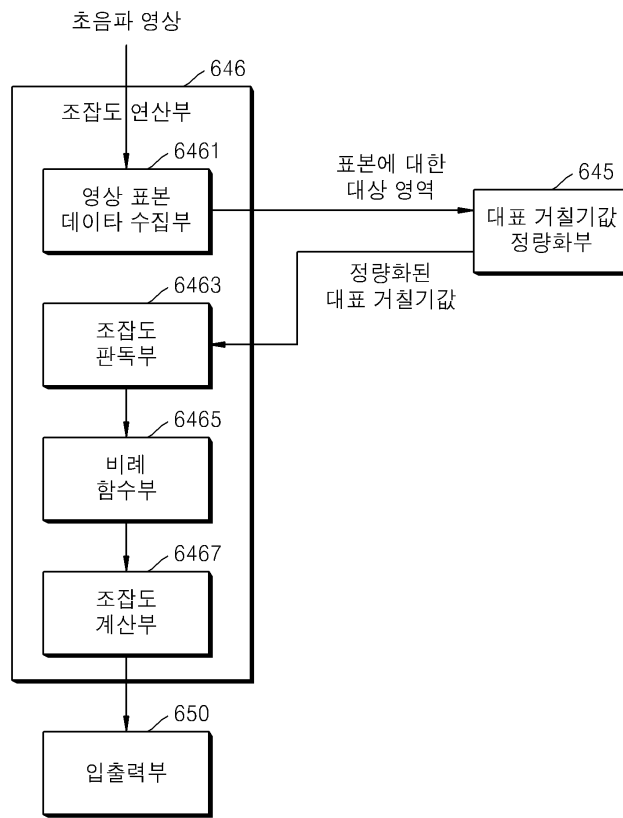 초음파 영상
646
조잡도 연산부
6461
영상 표본
데이타 수집부
표본에 대한
대상 영역
645
대표 거칠기값
정량화부
정량화된
대표 거칠기값
6463
조잡도
판독부
6465
비례
함수부
6467
조잡도
계산부
650
입출력부